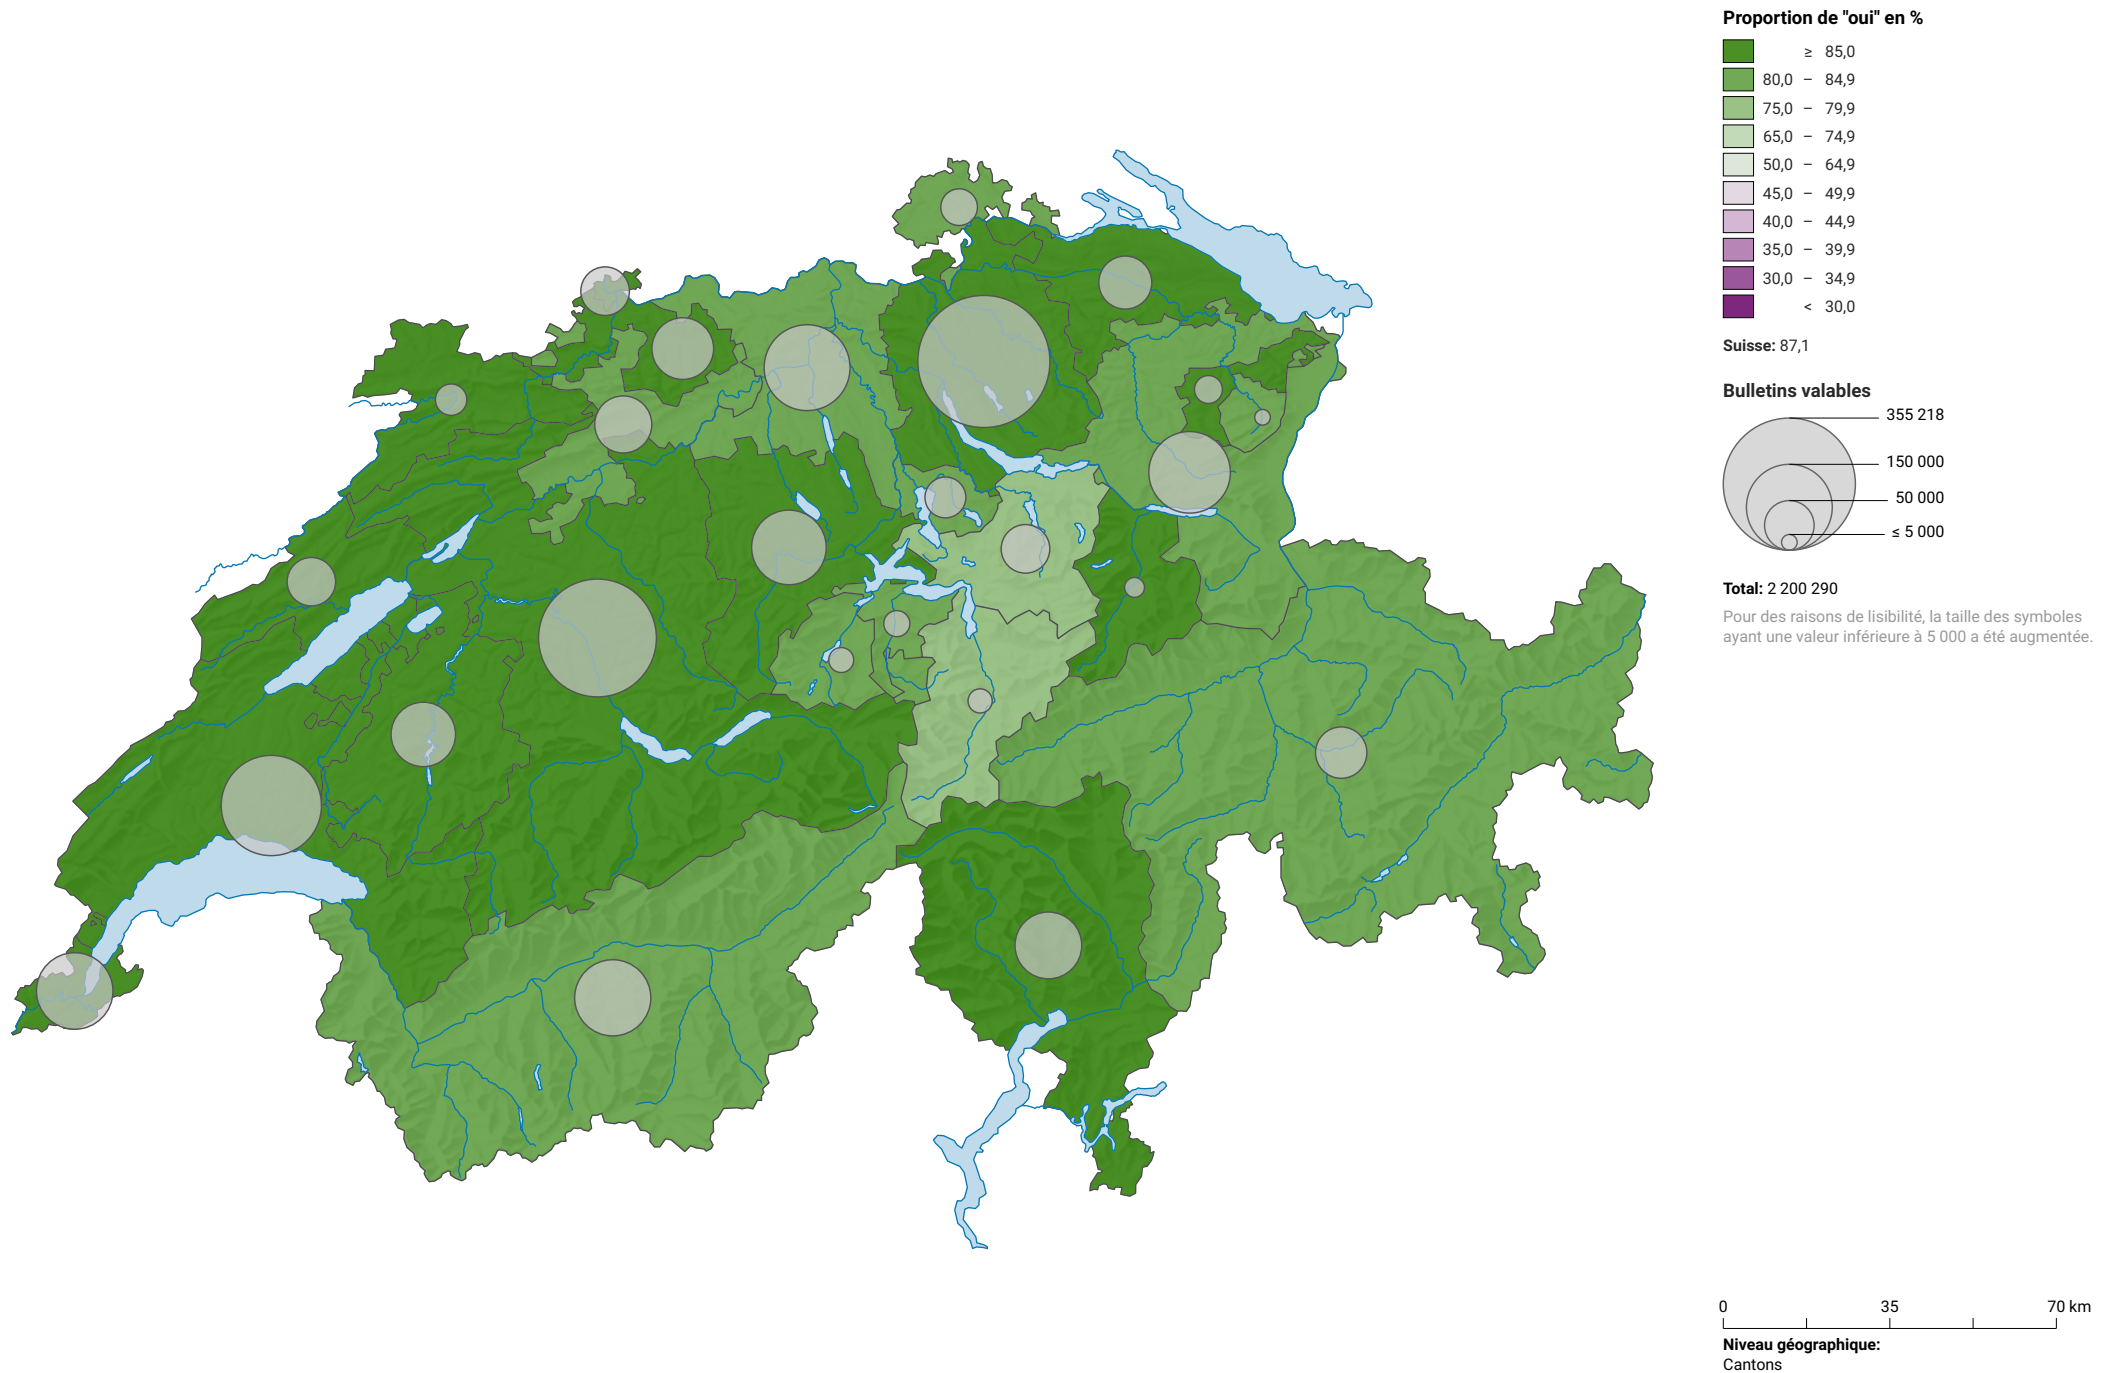 Proportion de "oui" en %
≥ 85,0
80,0 – 84,9
75,0 – 79,9
65,0 – 74,9
50,0 – 64,9
45,0 – 49,9
40,0 – 44,9
35,0 – 39,9
30,0 – 34,9
< 30,0
Suisse: 87,1
Bulletins valables
355 218
150 000
50 000
≤ 5 000
Total: 2 200 290
Pour des raisons de lisibilité, la taille des symboles
ayant une valeur inférieure à 5 000 a été augmentée.
0 35 70 km
Niveau géographique:
Cantons